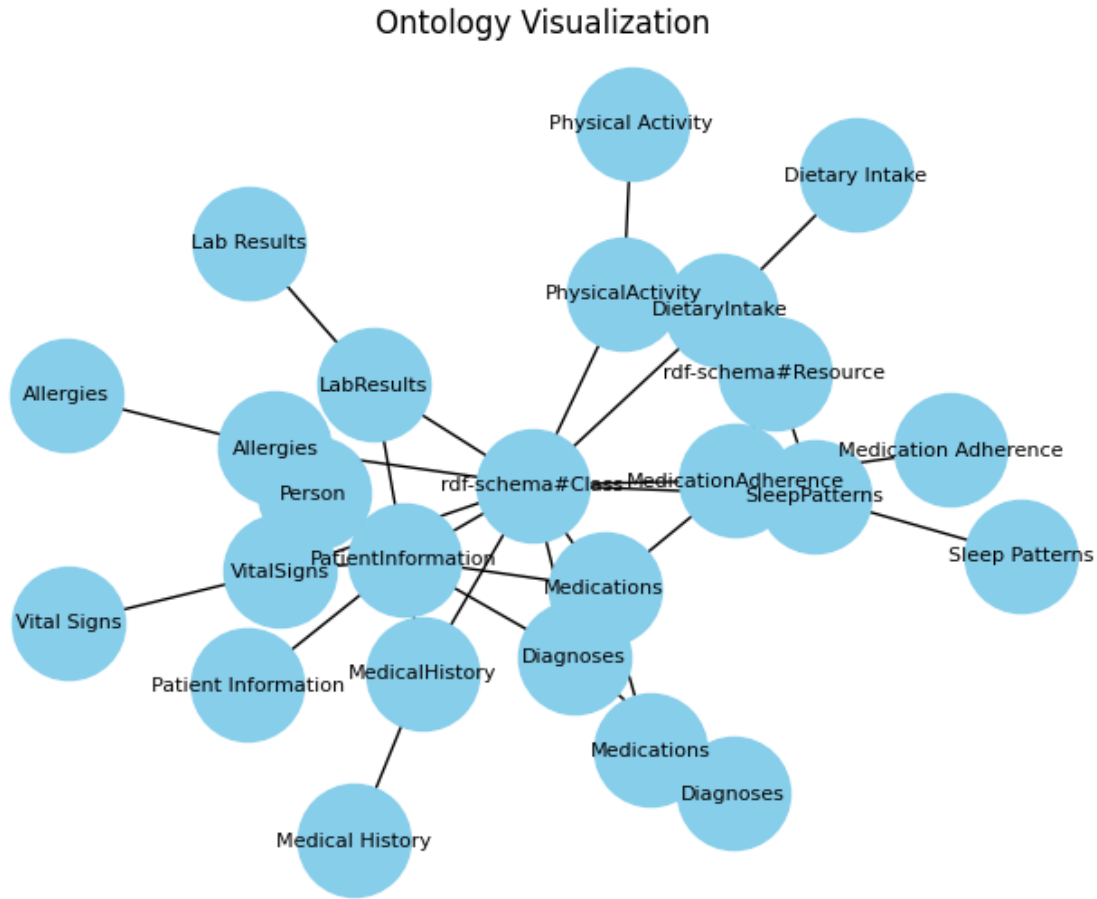 Ontology Visualization
Physical Activity
Dietary Intake
Lab Results
PhysicalActivity
DietaryIntake
rdf-schema#Resource
LabResults
Allergies
Allergies
Medication Adherence
rdf-schema#Class
MedicationAdherence
Person
SleepPatterns
Sleep Patterns
PatientInformation
VitalSigns
Medications
Vital Signs
Diagnoses
MedicalHistory
Patient Information
Medications
Diagnoses
Medical History